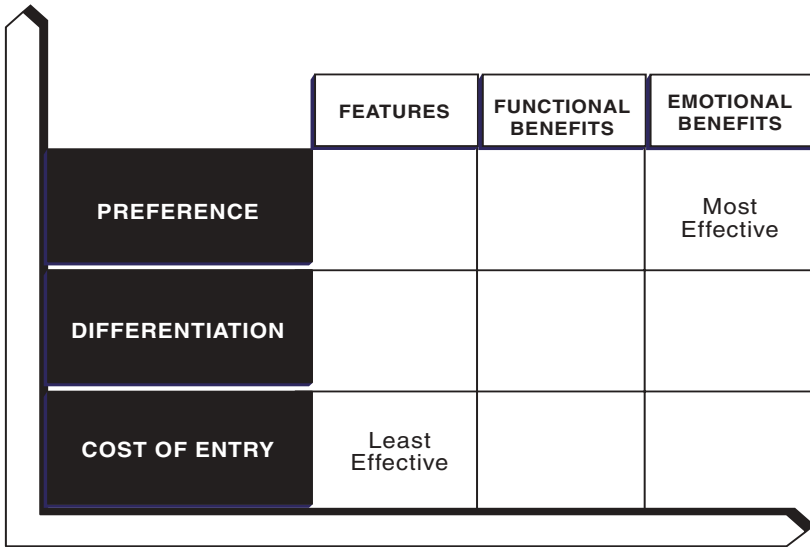 FEATURES
FUNCTIONAL
BENEFITS
EMOTIONAL
BENEFITS
PREFERENCE
Most
Effective
DIFFERENTIATION
COST OF ENTRY
Least
Effective